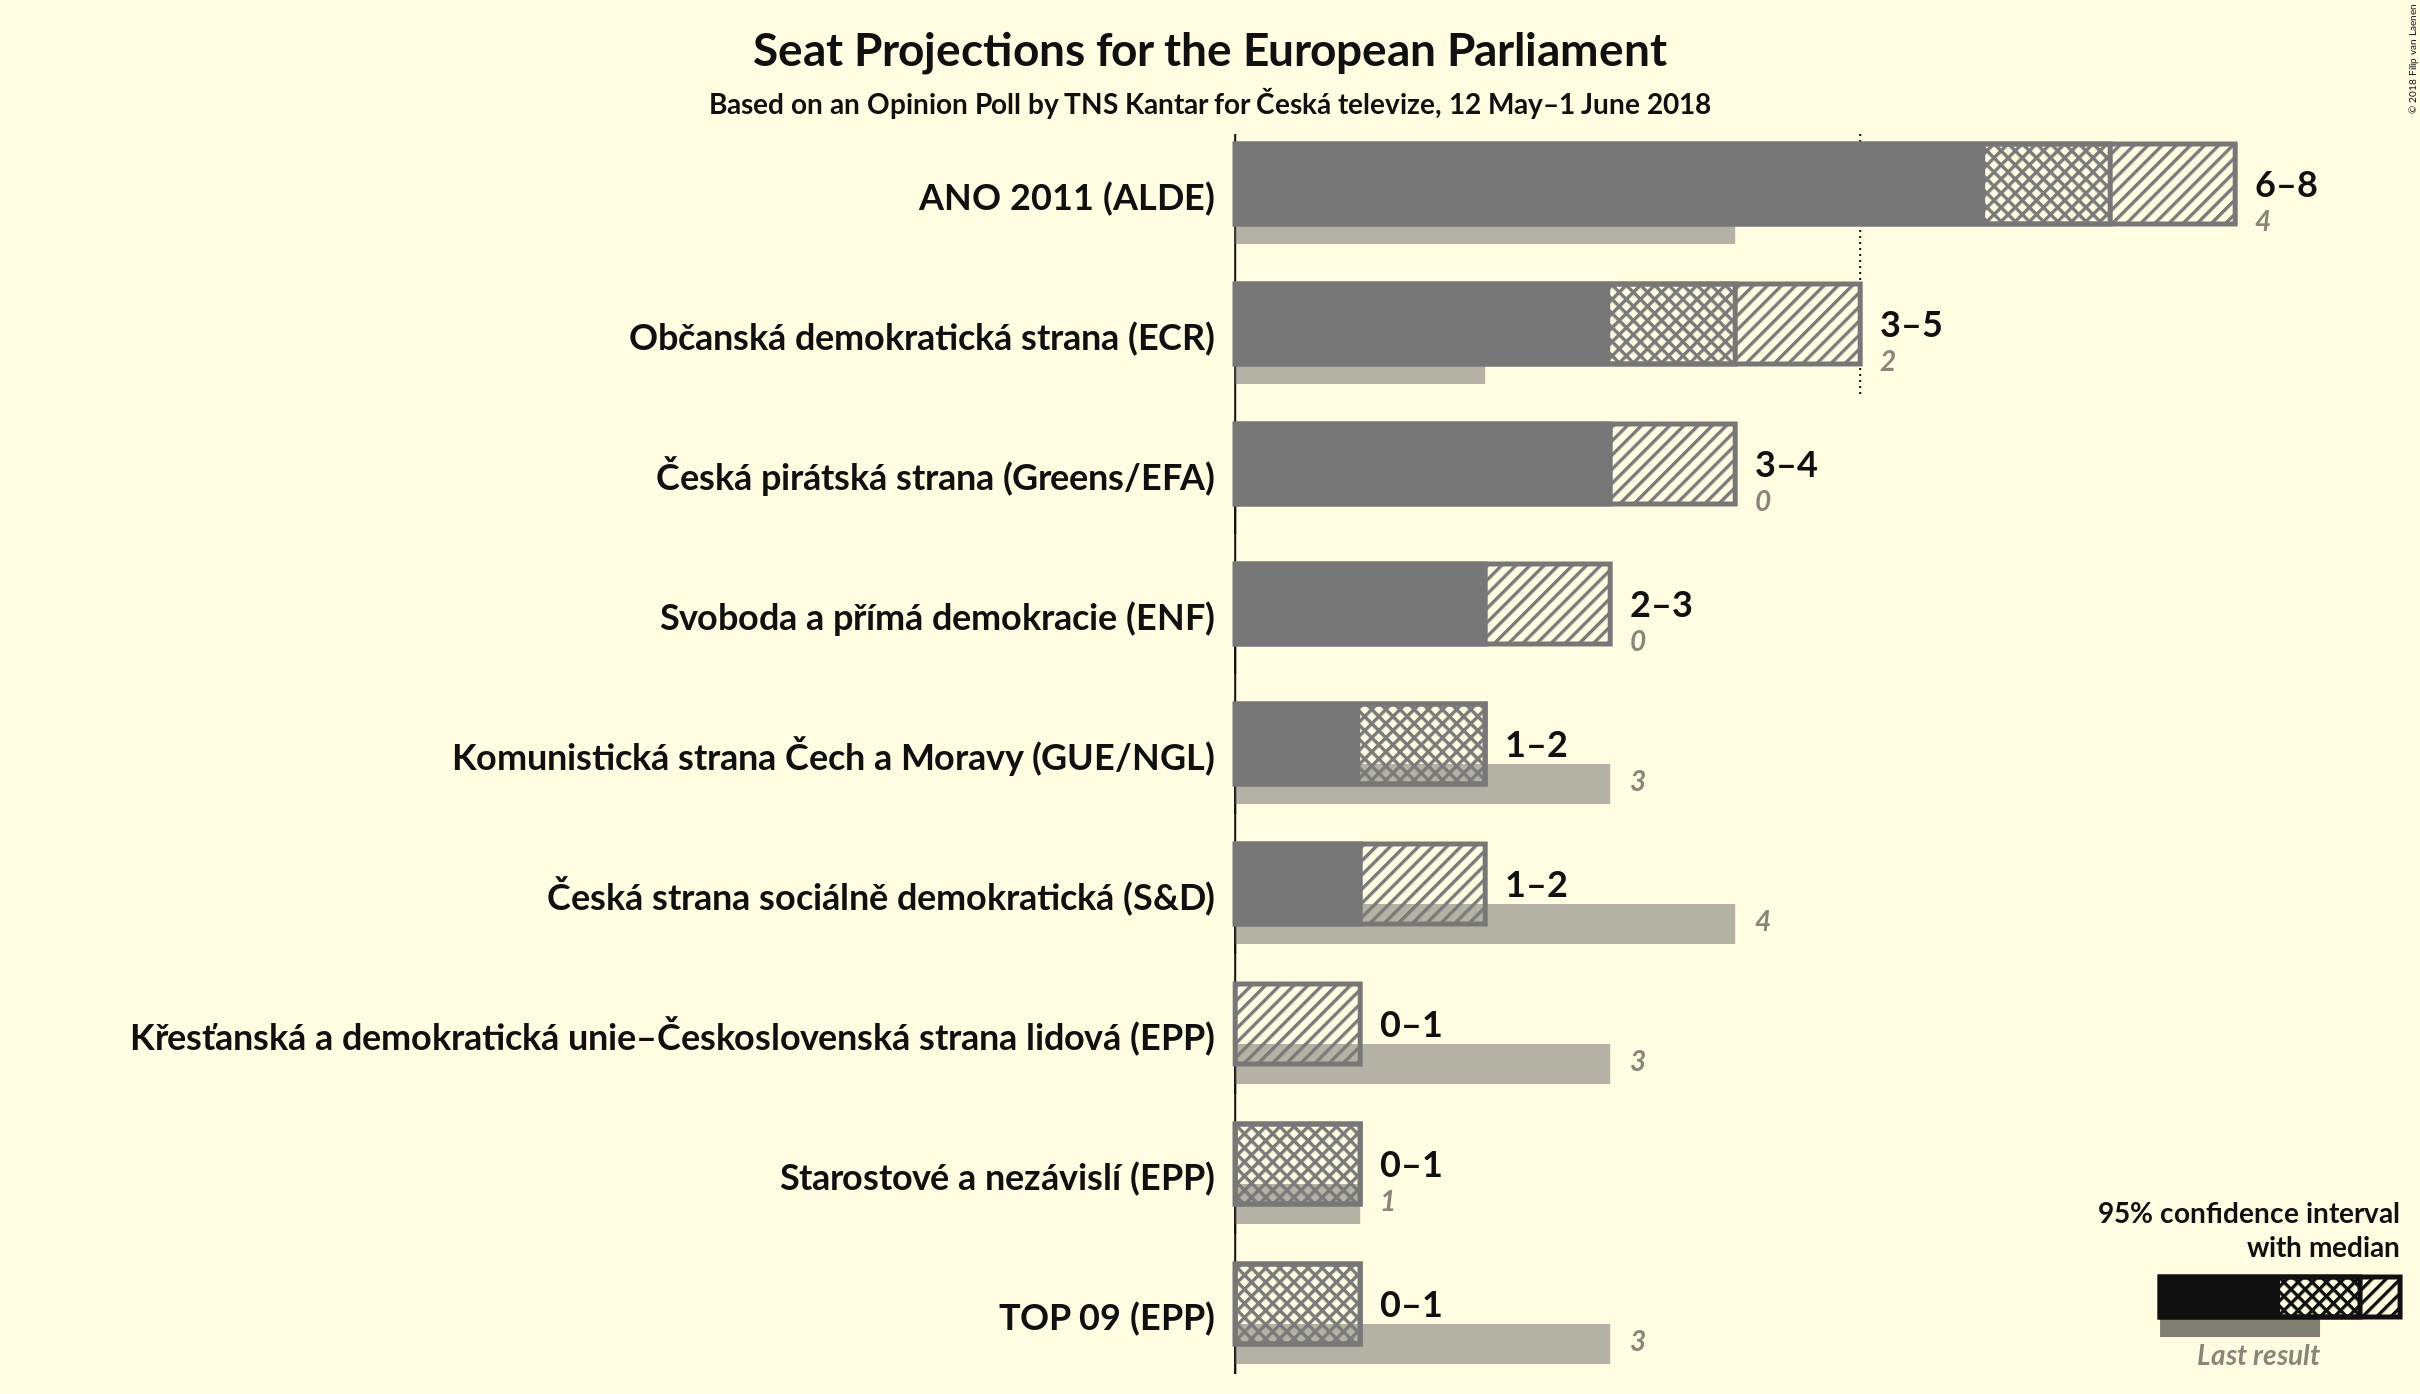 Seat Projections for the European Parliament
Based on an Opinion Poll by TNS Kantar for Česká televize, 12 May–1 June 2018
© 2018 Filip van Laenen
ANO 2011 (ALDE)
6–8
4
Občanská demokratická strana (ECR)
3–5
2
Česká pirátská strana (Greens/EFA)
3–4
0
Svoboda a přímá demokracie (ENF)
2–3
0
Komunistická strana Čech a Moravy (GUE/NGL)
1–2
3
Česká strana sociálně demokratická (S&D)
1–2
4
Křesťanská a demokratická unie–Československá strana lidová (EPP)
0–1
3
Starostové a nezávislí (EPP)
0–1
1
TOP 09 (EPP)
0–1
3
95% confidence interval
with median
Last result